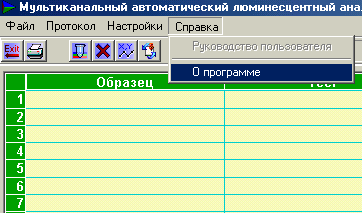 Мультиканальный автоматический люминесцентный ана
Файл Протокол Настройки Справка
Руководство пользователя
О программе
Exit
Образец
1
2
3
4
5
6
7